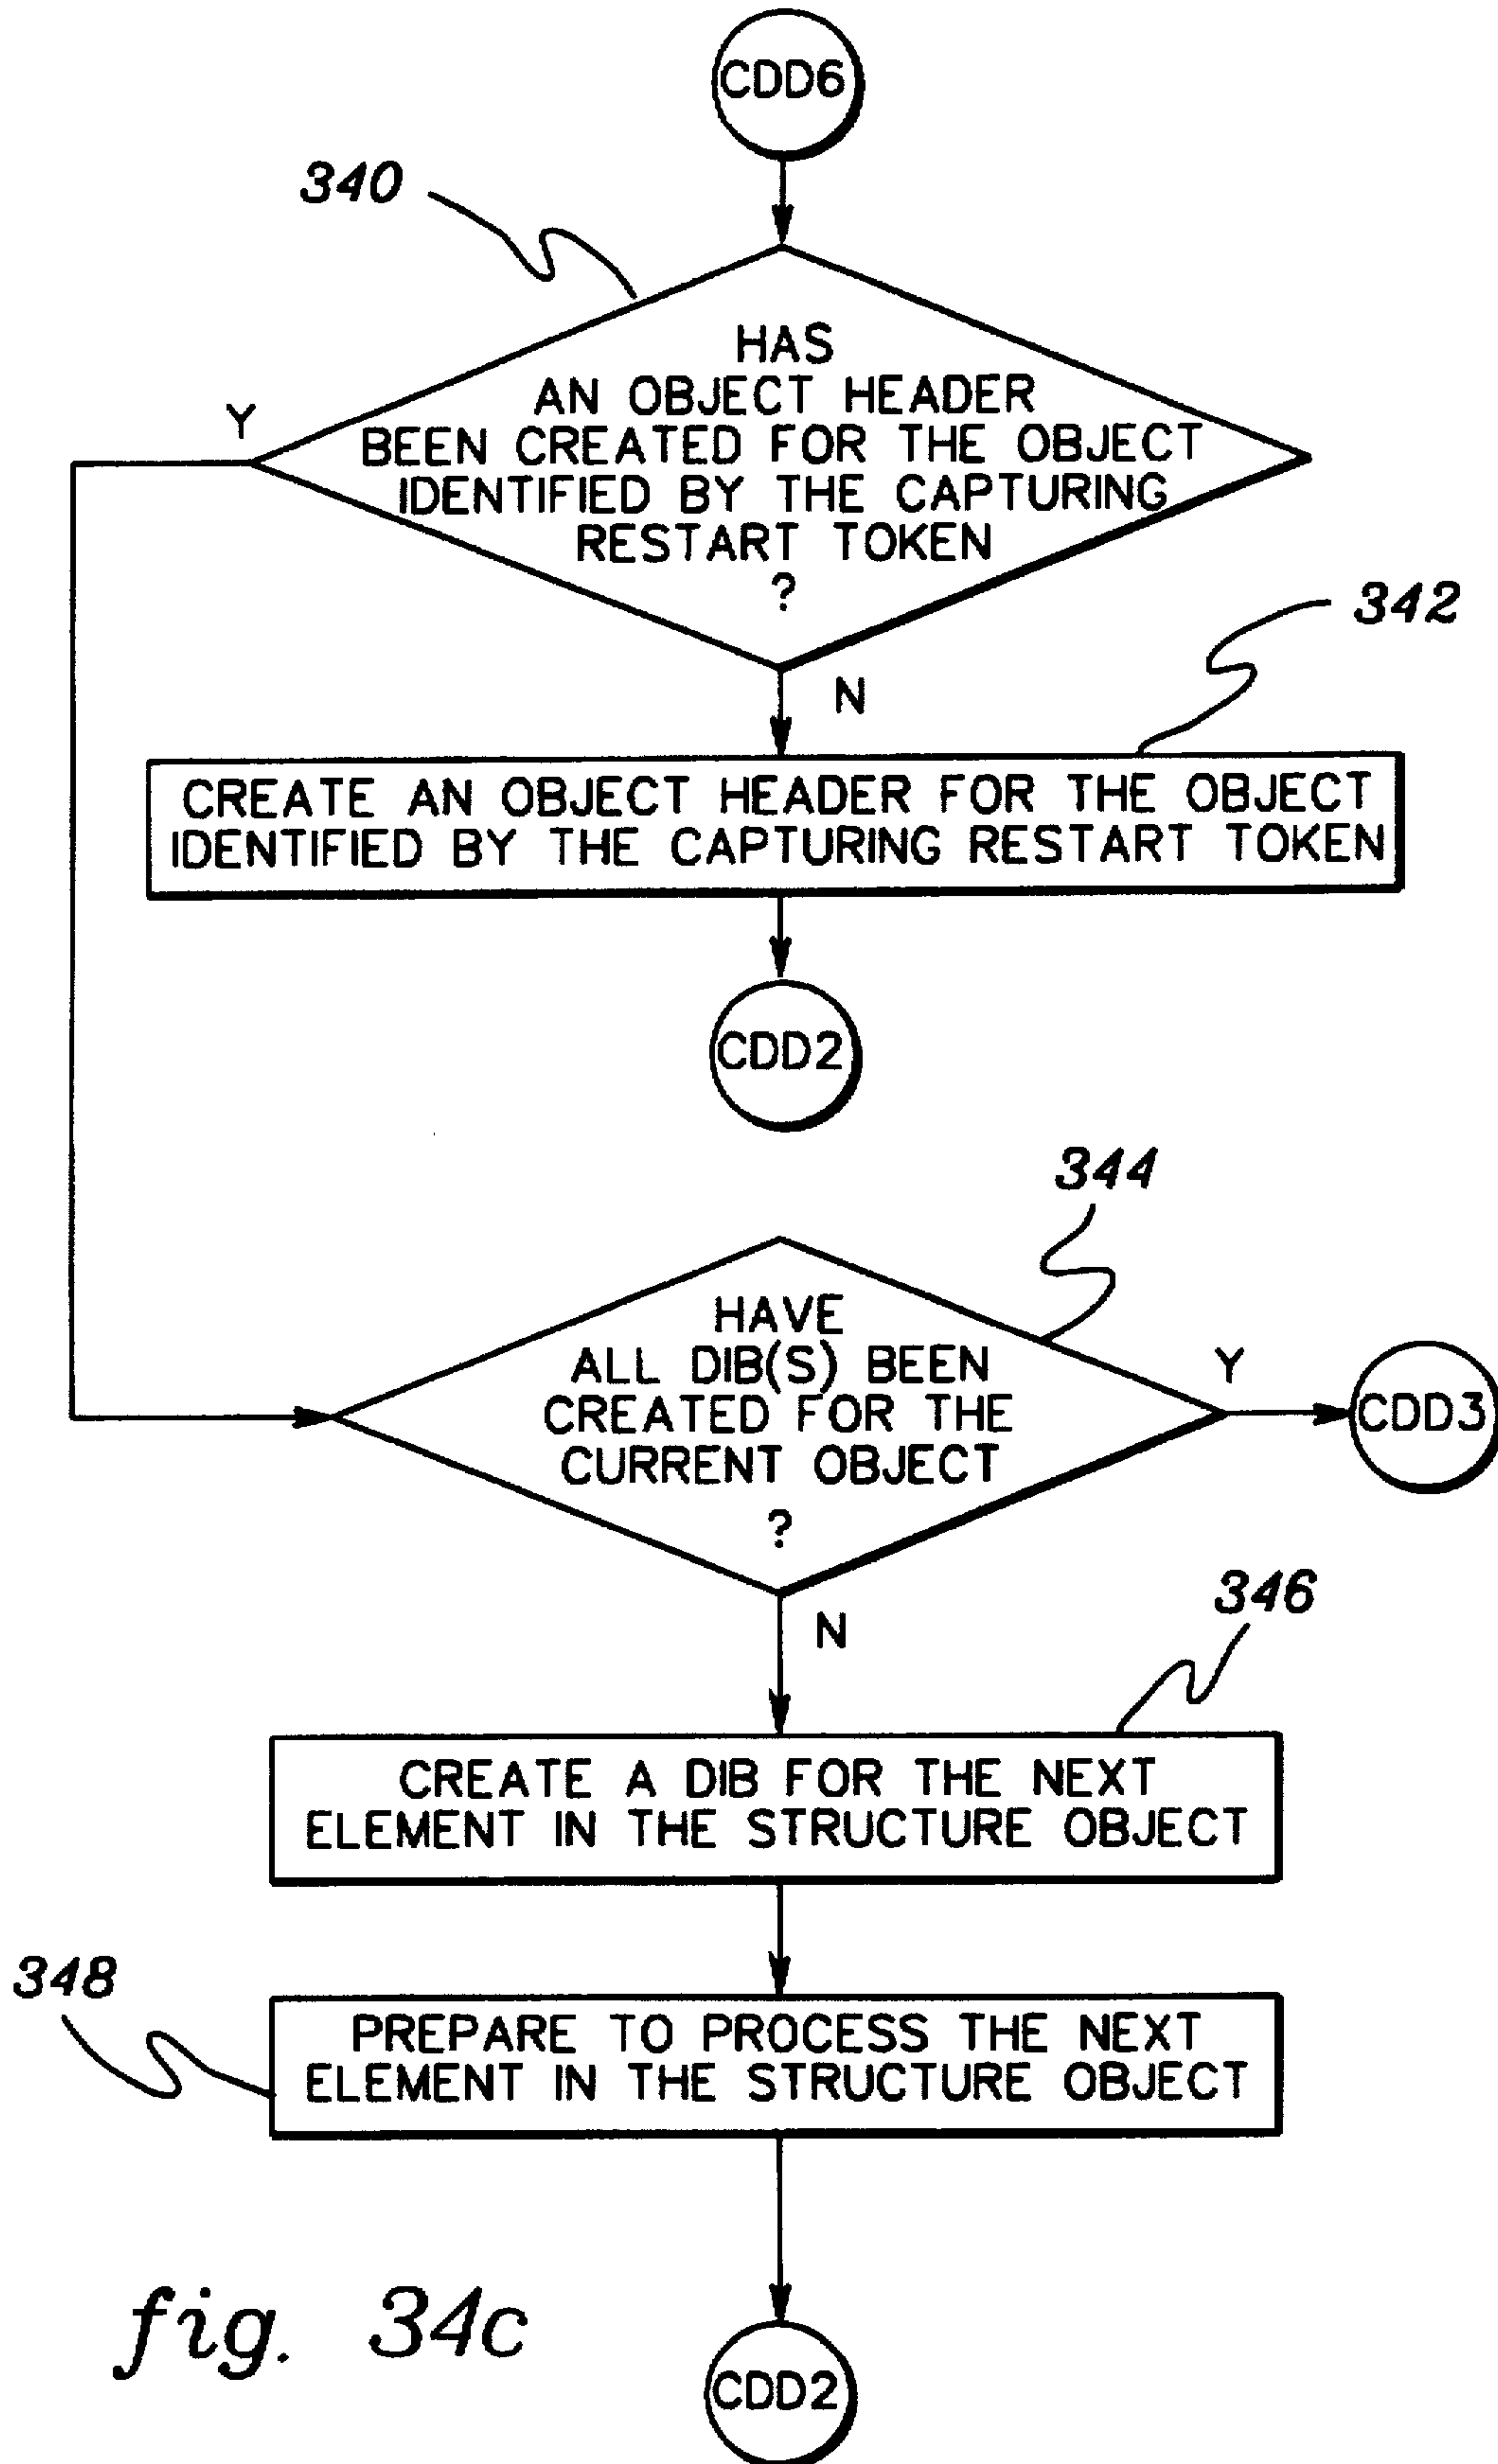 CDD6
340
HAS
AN OBJECT HEADER
BEEN CREATED FOR THE OBJECT
IDENTIFIED BY THE CAPTURING
RESTART TOKEN
?
Y
N
342
CREATE AN OBJECT HEADER FOR THE OBJECT
IDENTIFIED BY THE CAPTURING RESTART TOKEN
CDD2
344
HAVE
ALL DIB(S) BEEN
CREATED FOR THE
CURRENT OBJECT
?
Y
CDD3
N
346
CREATE A DIB FOR THE NEXT
ELEMENT IN THE STRUCTURE OBJECT
348
PREPARE TO PROCESS THE NEXT
ELEMENT IN THE STRUCTURE OBJECT
CDD2
fig. 34c